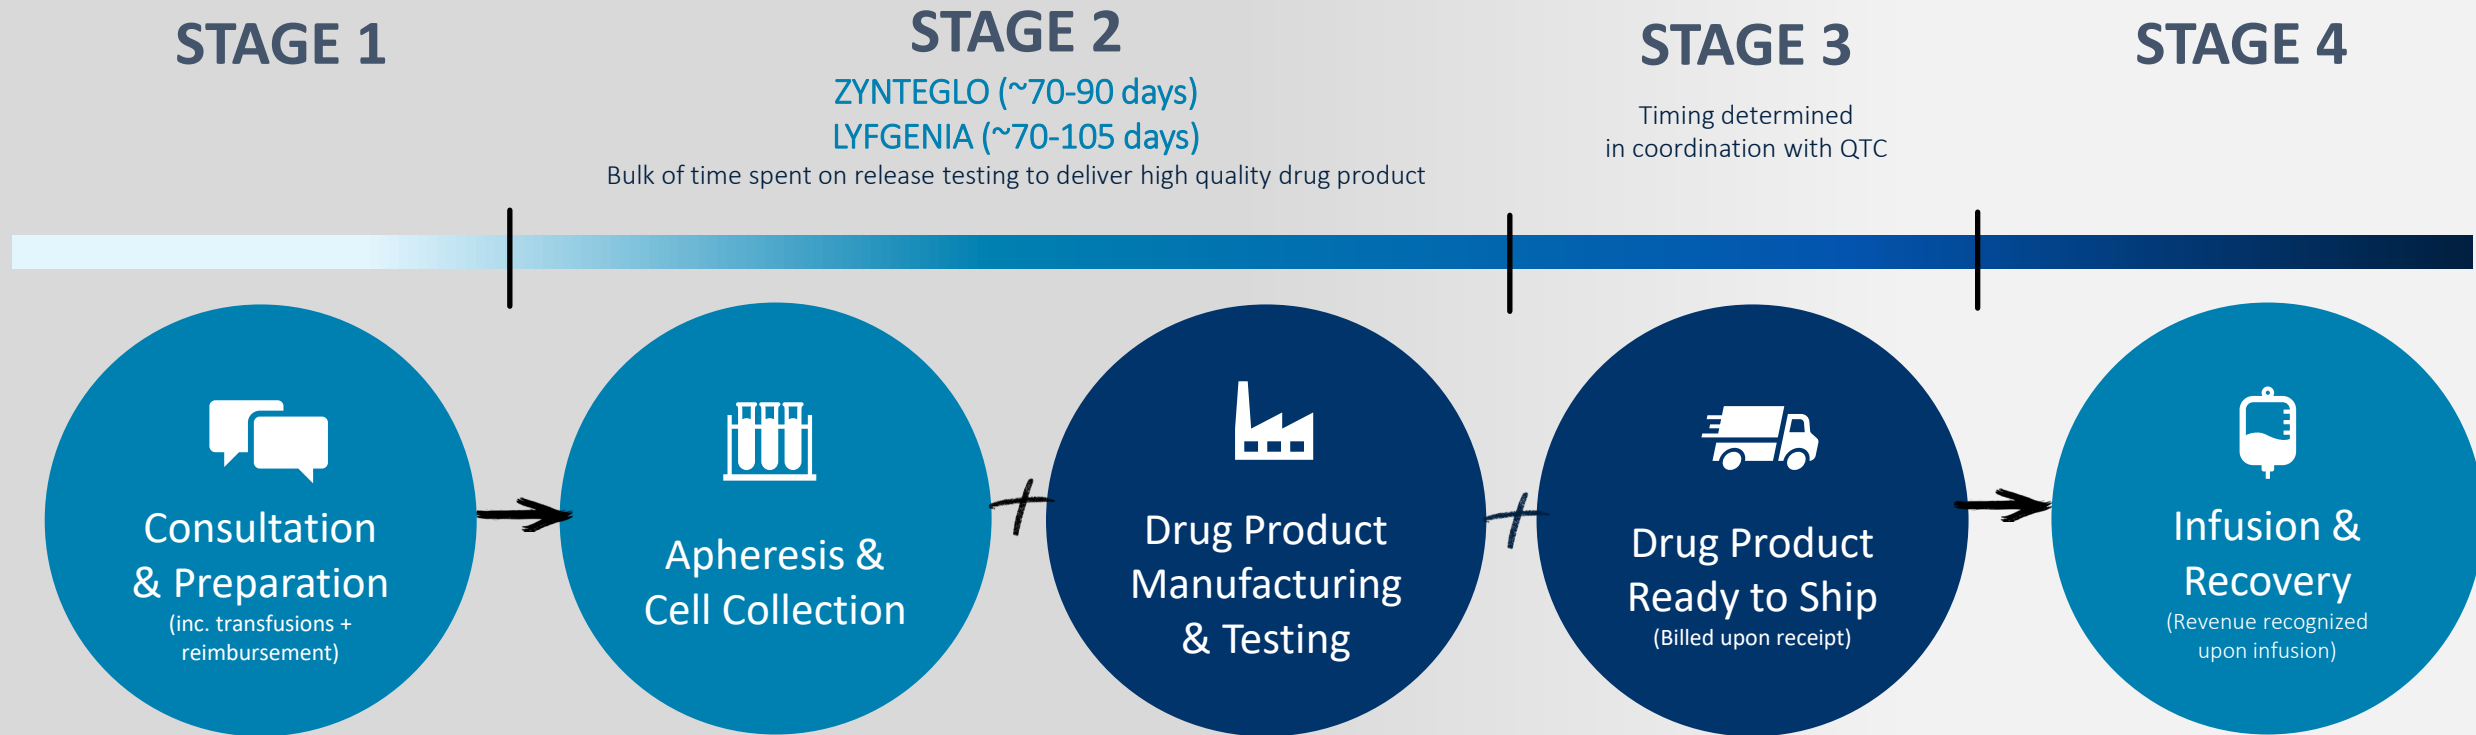 STAGE 1
STAGE 2
ZYNTEGLO (~70-90 days)
LYFGENIA (~70-105 days)
Bulk of time spent on release testing to deliver high quality drug product
STAGE 3
Timing determined
in coordination with QTC
STAGE 4
Consultation
& Preparation
(inc. transfusions +
reimbursement)
Apheresis &
Cell Collection
Drug Product
Manufacturing
& Testing
Drug Product
Ready to Ship
(Billed upon receipt)
Infusion &
Recovery
(Revenue recognized
upon infusion)